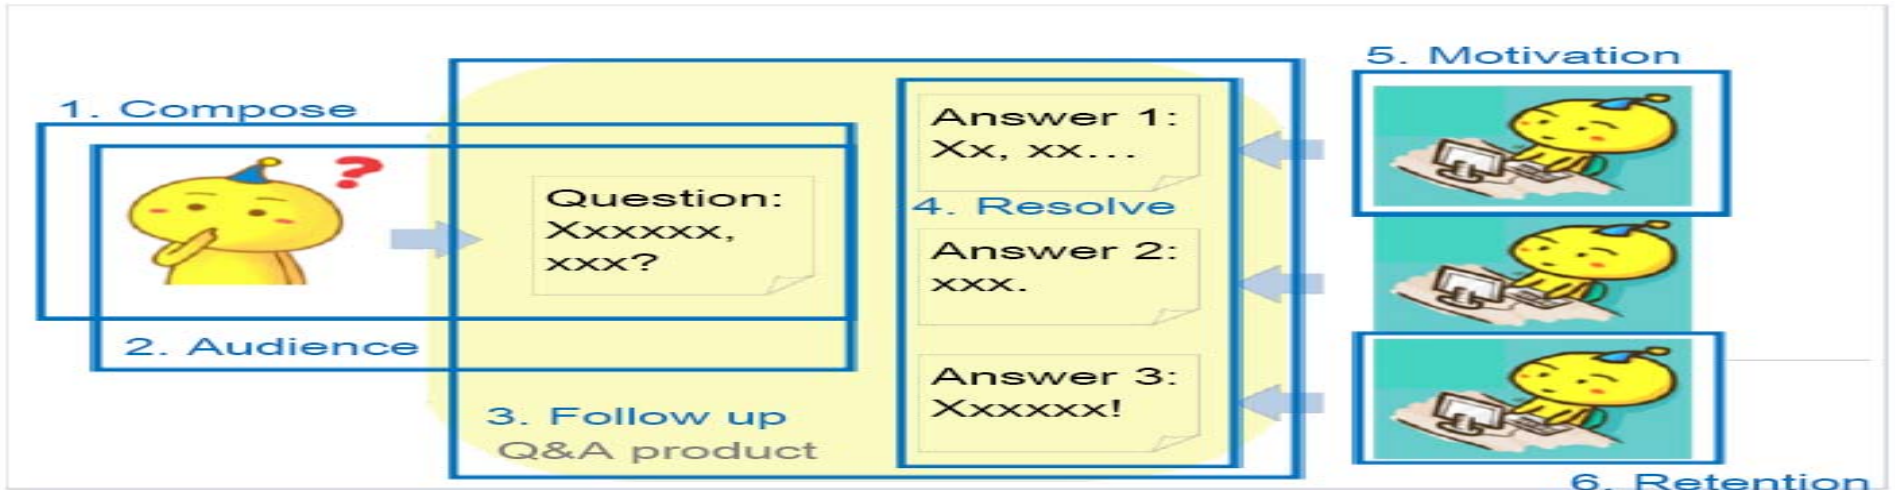 1. Compose
2. Audience
Question:
Xxxxxx,
xxx?
3. Follow up
Q&A product
Answer 1:
Xx, xx...
4. Resolve
Answer 2:
xxx.
Answer 3:
Xxxxxx!
5. Motivation
6. Retention
?